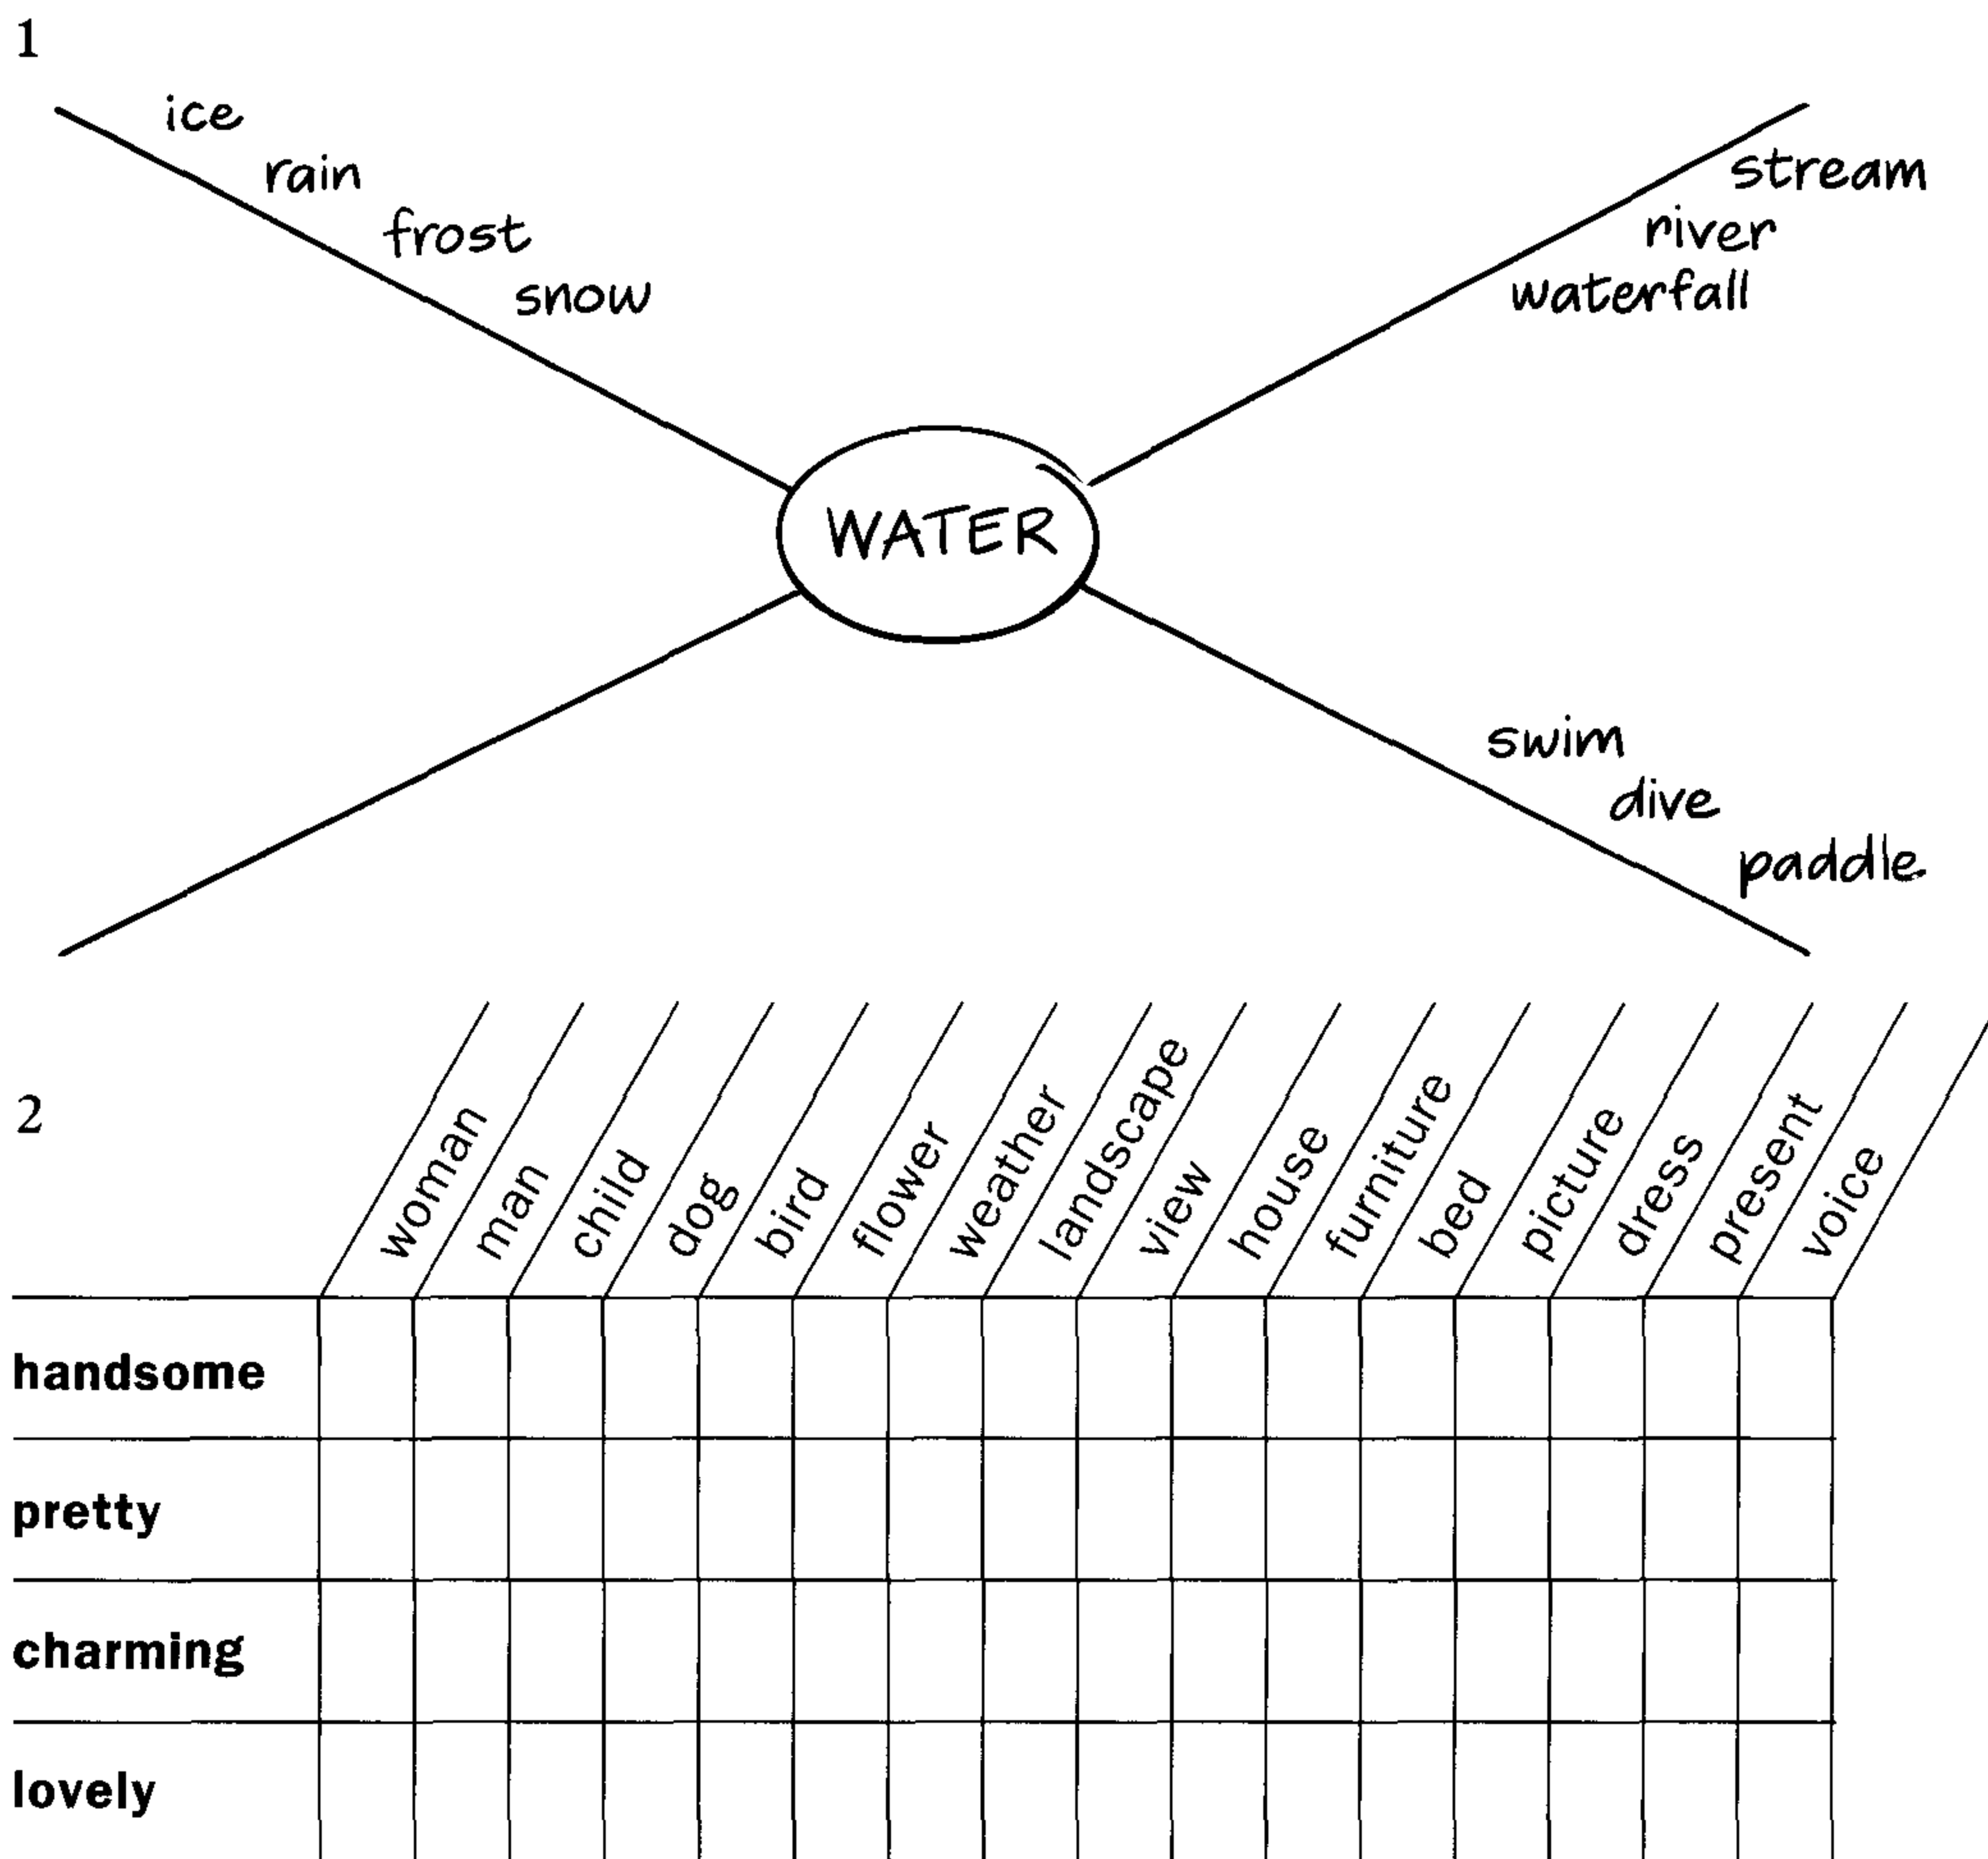 1
ice
rain
frost
snow
stream
river
waterfall
WATER
swim
dive
paddle
2
woman
man
child
dog
bird
flower
weather
landscape
view
house
furniture
bed
picture
dress
present
voice
handsome
pretty
charming
lovely